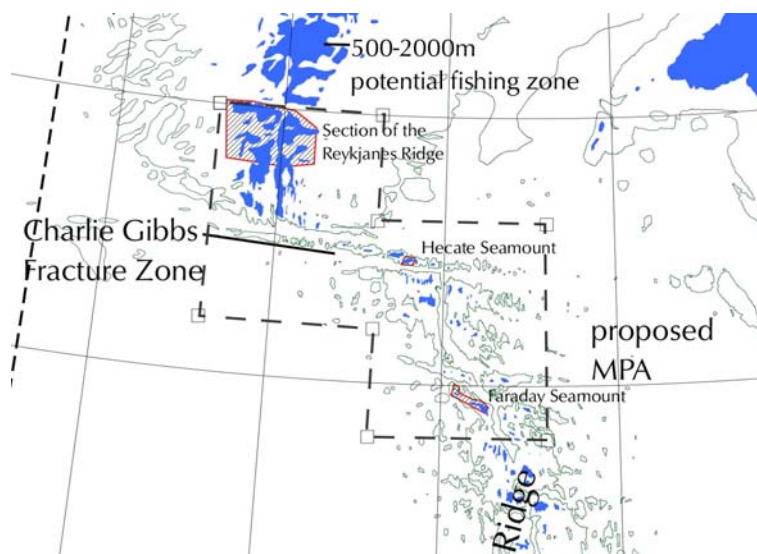 500-2000m
potential fishing zone
Section of the
Reykjanes Ridge
Charlie Gibbs
Fracture Zone
Hecate Seamount
proposed
MPA
Faraday Seamount
Ridge